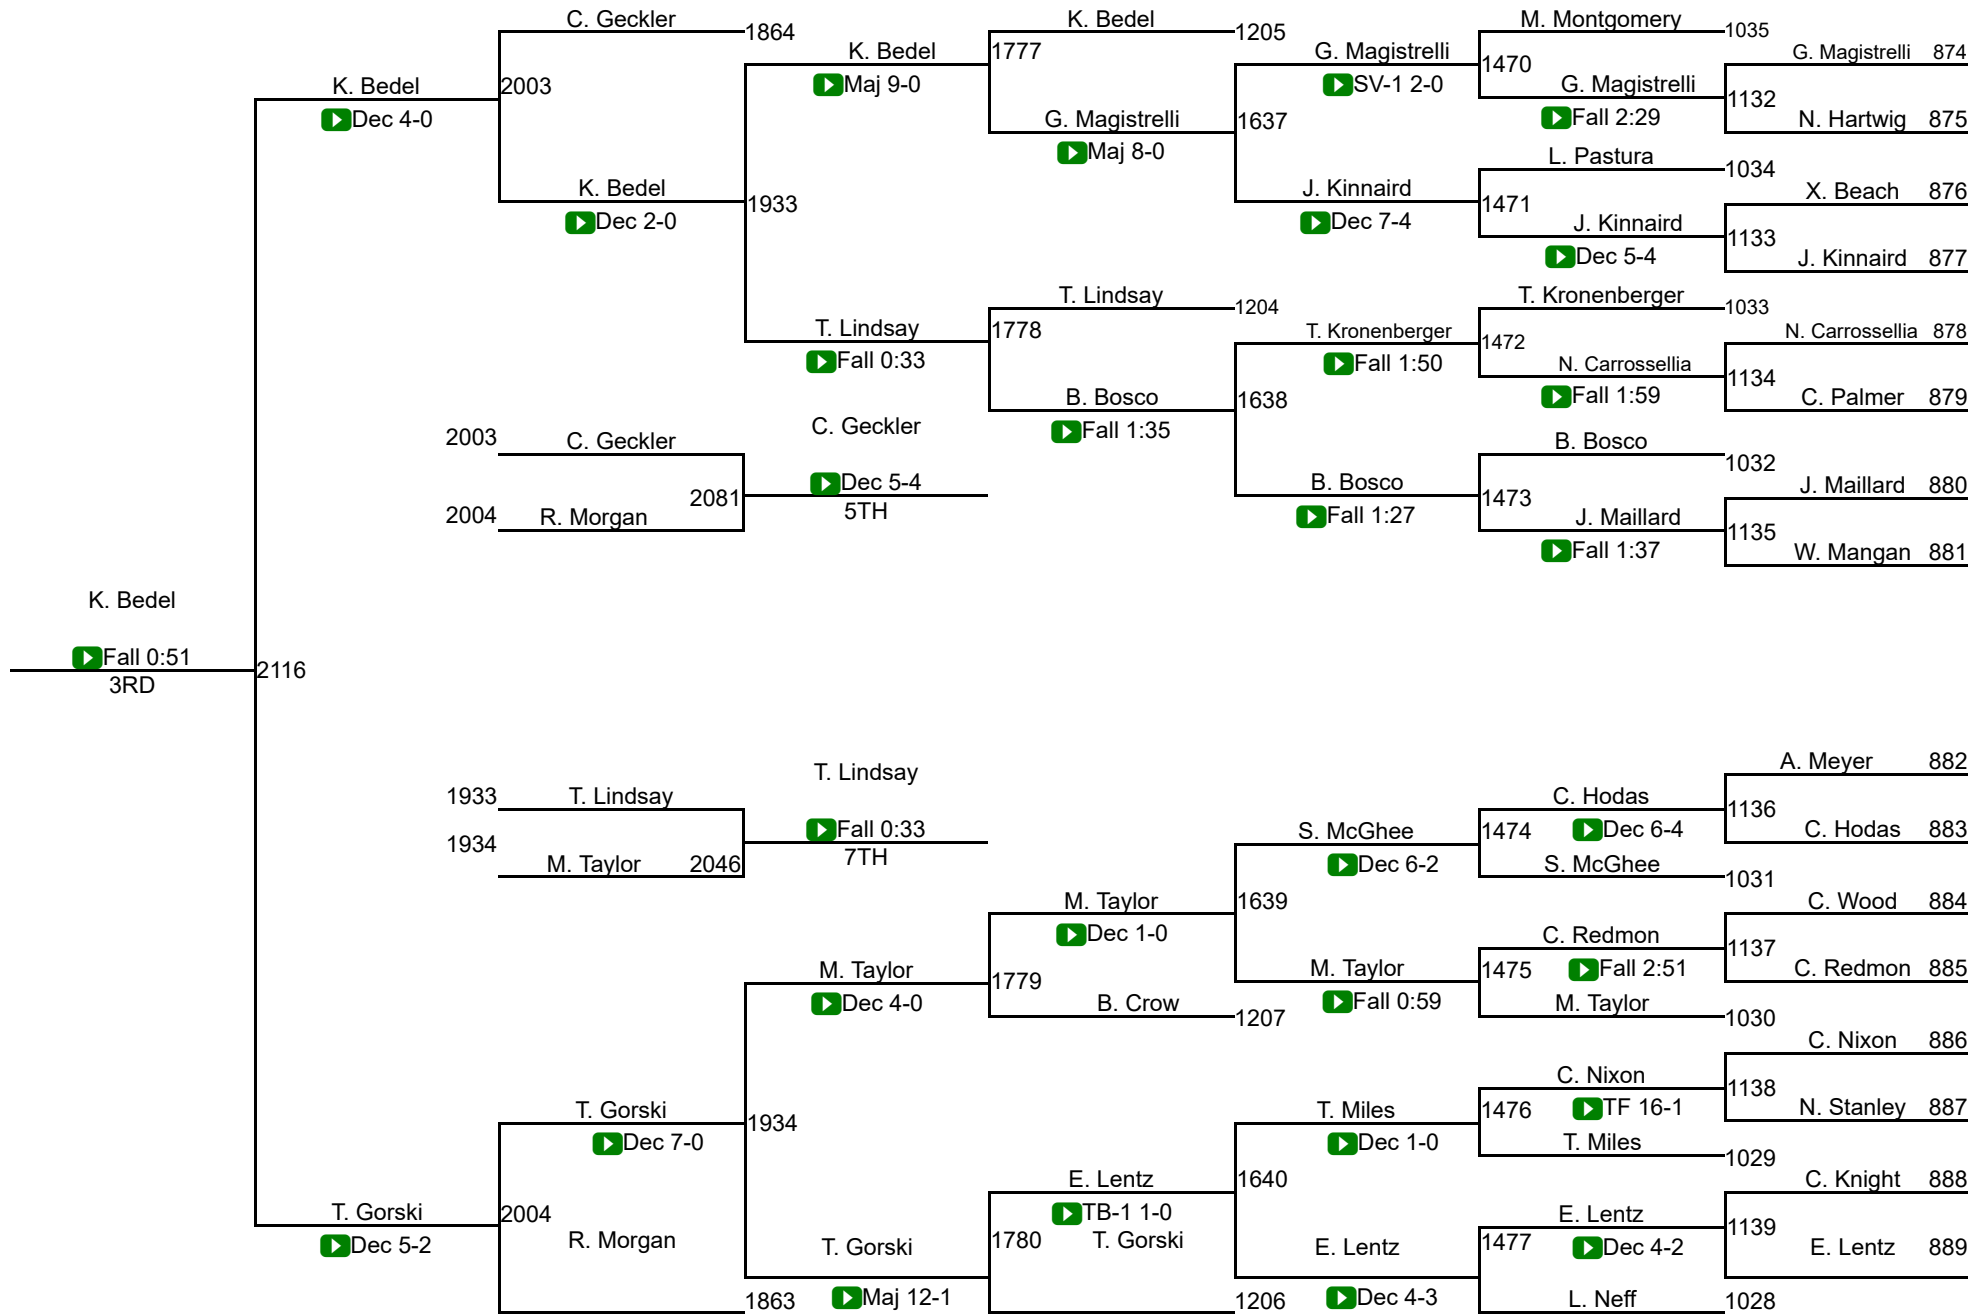 C. Geckler
1864
K. Bedel
2003
Dec 4-0
K. Bedel
Dec 2-0
1933
K. Bedel
Maj 9-0
1777
K. Bedel
1205
G. Magistrelli
Maj 8-0
1637
G. Magistrelli
SV-1 2-0
1470
M. Montgomery
1035
G. Magistrelli
Fall 2:29
1132
G. Magistrelli 874
N. Hartwig 875
J. Kinnaird
Dec 7-4
1471
L. Pastura
1034
J. Kinnaird
Dec 5-4
1133
X. Beach 876
J. Kinnaird 877
T. Lindsay
Fall 0:33
1778
T. Lindsay
1204
B. Bosco
Fall 1:35
1638
T. Kronenberger
Fall 1:50
1472
T. Kronenberger
1033
N. Carrossellia
Fall 1:59
1134
N. Carrossellia 878
C. Palmer 879
B. Bosco
Fall 1:27
1473
B. Bosco
1032
J. Maillard
Fall 1:37
1135
J. Maillard 880
W. Mangan 881
2003
C. Geckler
2004
R. Morgan
2081
C. Geckler
Dec 5-4
5TH
K. Bedel
Fall 0:51
3RD
2116
1933
T. Lindsay
1934
M. Taylor
2046
T. Lindsay
Fall 0:33
7TH
S. McGhee
Dec 6-2
1474
C. Hodas
Dec 6-4
1136
A. Meyer 882
C. Hodas 883
S. McGhee
1031
M. Taylor
Dec 1-0
1639
M. Taylor
Fall 0:59
1475
C. Redmon
Fall 2:51
1137
C. Wood 884
C. Redmon 885
M. Taylor
1030
M. Taylor
Dec 4-0
1779
B. Crow
1207
T. Gorski
Dec 7-0
1934
T. Miles
Dec 1-0
1476
C. Nixon
TF 16-1
1138
C. Nixon 886
N. Stanley 887
T. Miles
1029
E. Lentz
TB-1 1-0
1640
E. Lentz
Dec 4-3
1477
E. Lentz
Dec 4-2
1139
C. Knight 888
E. Lentz 889
L. Neff
1028
T. Gorski
Dec 5-2
2004
R. Morgan
1863
T. Gorski
Maj 12-1
1780
T. Gorski
1206